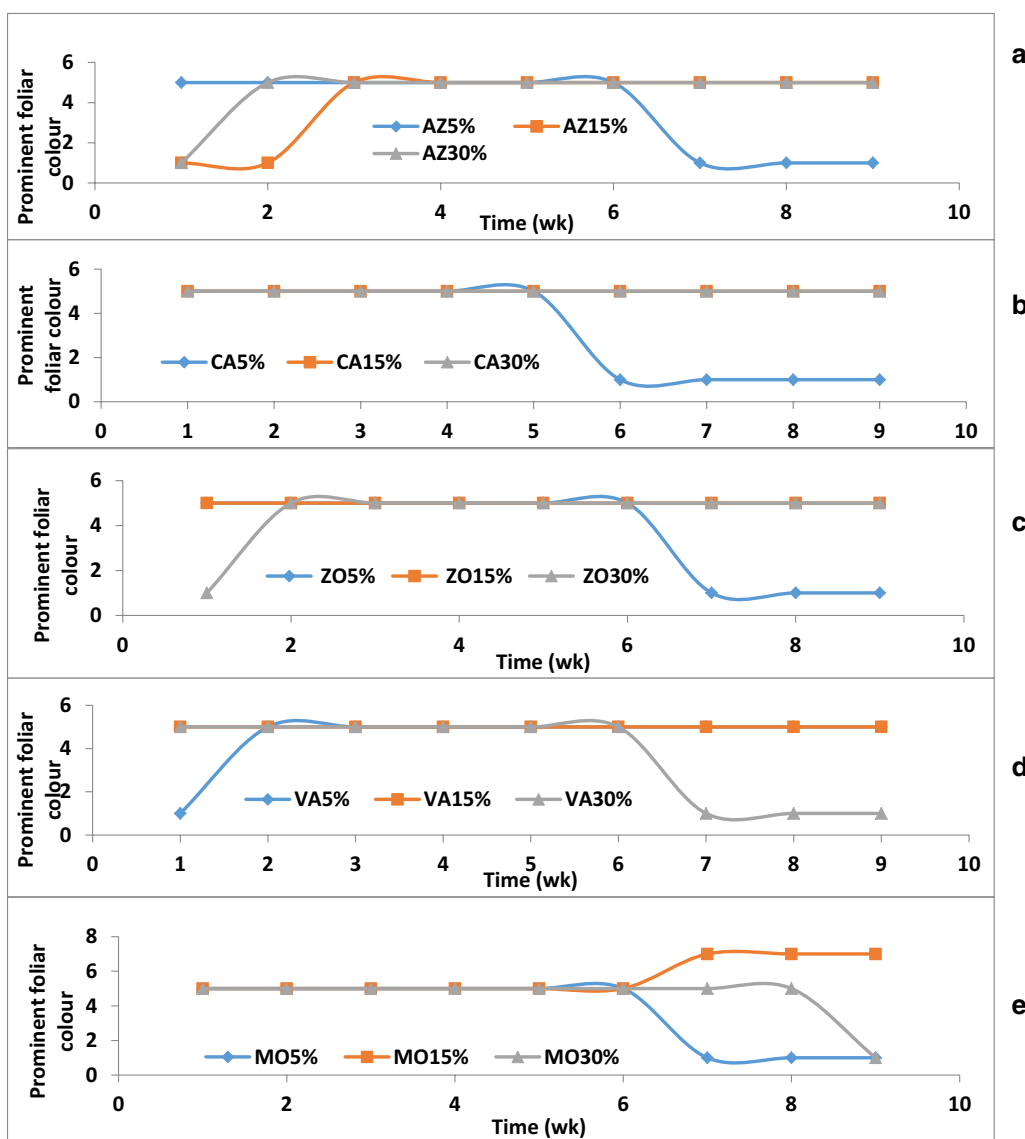 a
Prominent foliar
colour
6
4
2
0
AZ5% AZ15%
AZ30%
0 2 4 6 8 10
Time (wk)
b
Prominent
foliar colour
6
4
2
0
CA5% CA15% CA30%
0 1 2 3 4 5 6 7 8 9 10
c
Prominent foliar
colour
6
4
2
0
ZO5% ZO15% ZO30%
0 2 4 6 8 10
Time (wk)
d
Prominent foliar
colour
6
4
2
0
VA5% VA15% VA30%
0 1 2 3 4 5 6 7 8 9 10
Time (wk)
e
Prominent foliar
colour
8
6
4
2
0
MO5% MO15% MO30%
0 2 4 6 8 10
Time (wk)